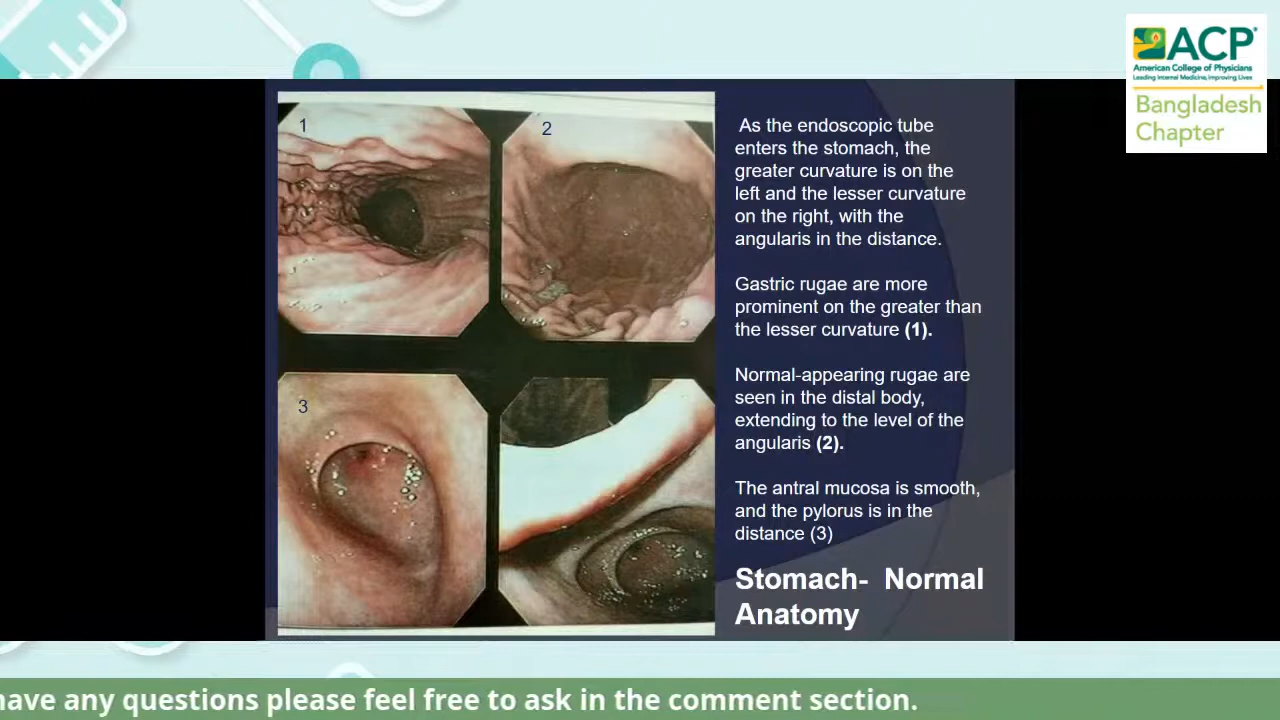 ACP
American College of Physicians
Leading Internal Medicine, Improving Lives
Bangladesh
Chapter
1
2
3
As the endoscopic tube
enters the stomach, the
greater curvature is on the
left and the lesser curvature
on the right, with the
angularis in the distance.
Gastric rugae are more
prominent on the greater than
the lesser curvature (1).
Normal-appearing rugae are
seen in the distal body,
extending to the level of the
angularis (2).
The antral mucosa is smooth,
and the pylorus is in the
distance (3)
Stomach- Normal
Anatomy
have any questions please feel free to ask in the comment section.